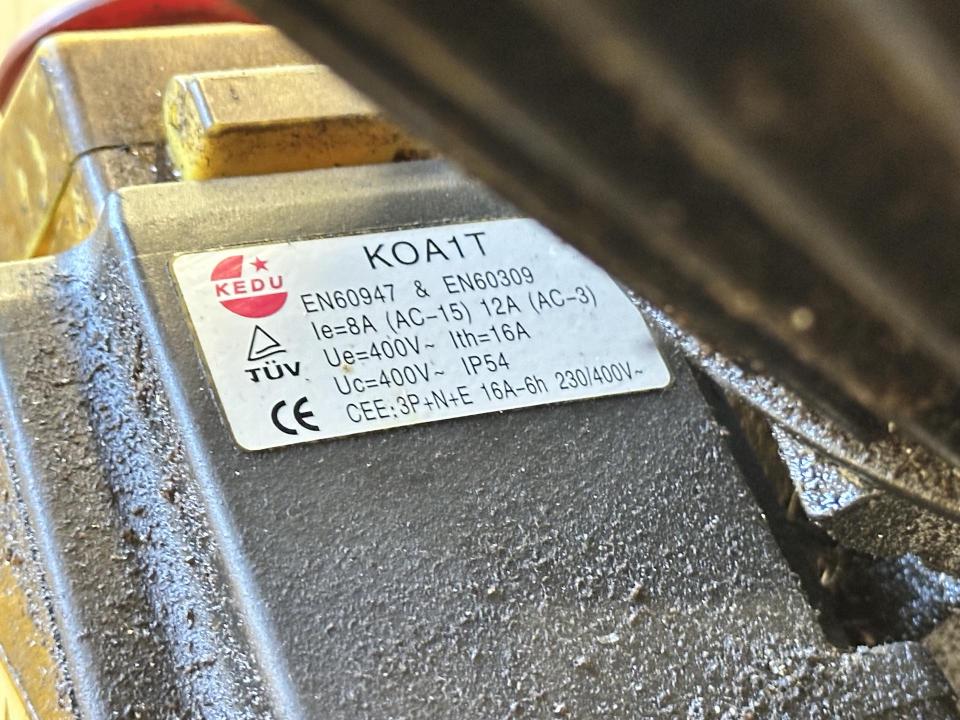 KEDU
KOA1T
EN60947 & EN60309
Ie=8A (AC-15) 12A (AC-3)
Ue=400V~ Ith=16A
Uc=400V~ IP54
CEE:3P+N+E 16A-6h 230/400V~
TÜV
CE